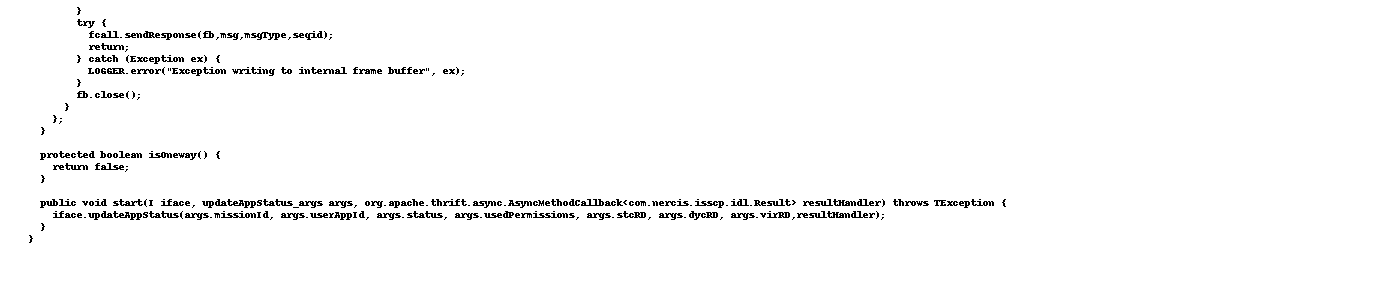 }
try {
fcall.sendResponse(fb,msg,msgType,seqid);
return;
} catch (Exception ex) {
LOGGER.error("Exception writing to internal frame buffer", ex);
}
fb.close();
}
};
}
protected boolean isOneway() {
return false;
}
public void start(I iface, updateAppStatus_args args, org.apache.thrift.async.AsyncMethodCallback<com.nercis.isscp.idl.Result> resultHandler) throws TException {
iface.updateAppStatus(args.missionId, args.userAppId, args.status, args.usedPermissions, args.stcRD, args.dycRD, args.virRD,resultHandler);
}
}